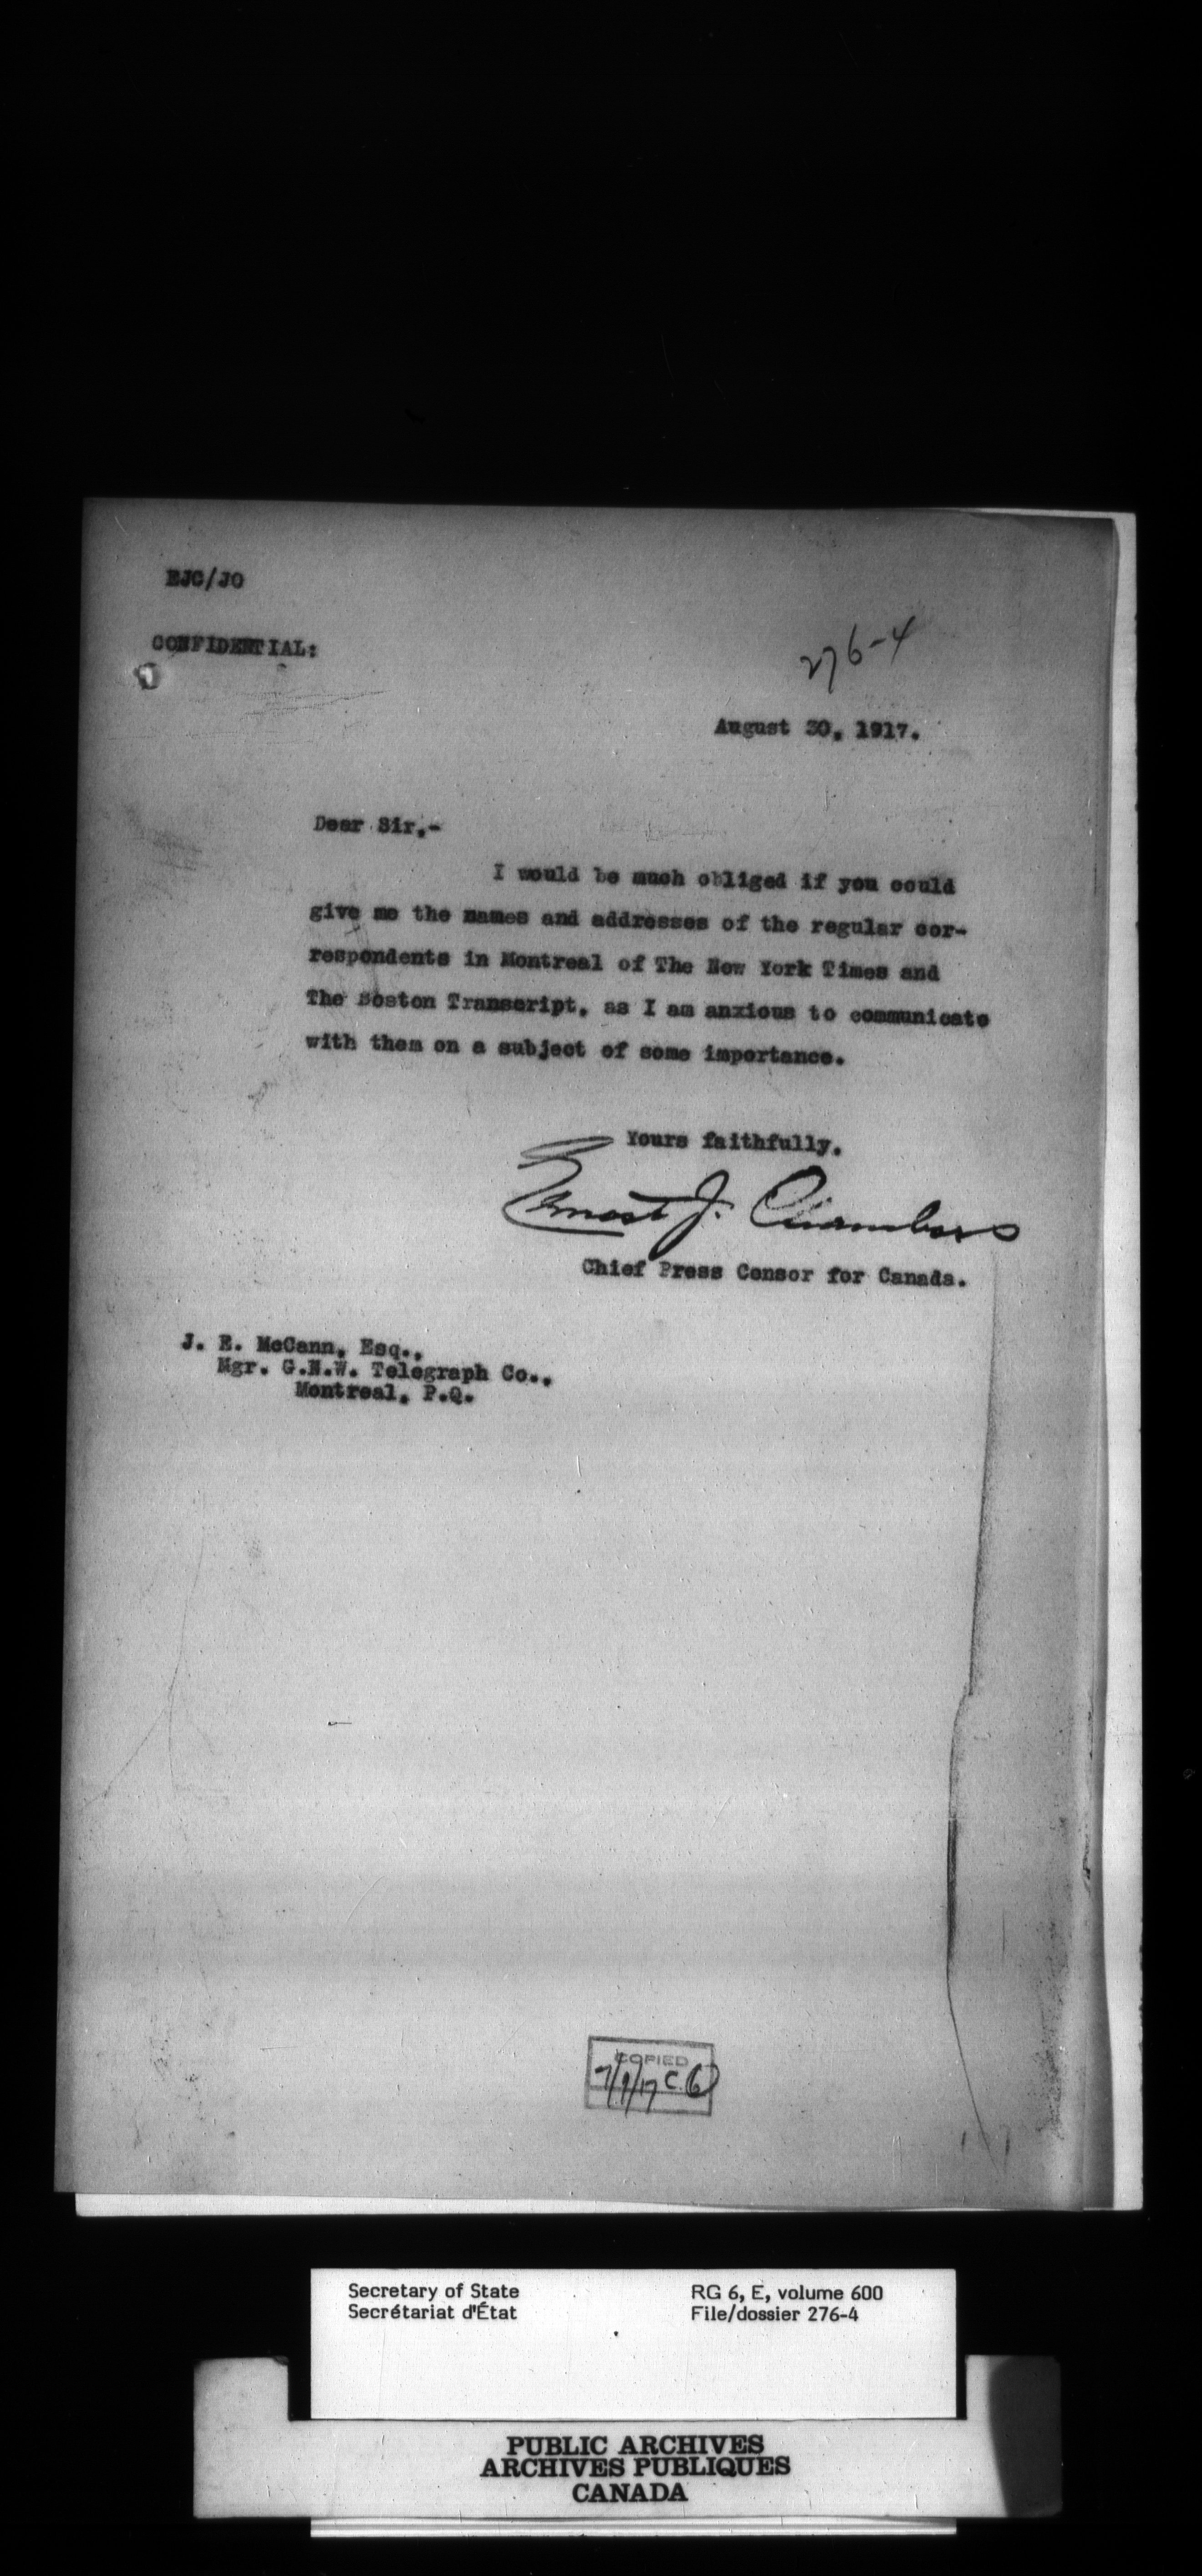 EJC/JO
CONFIDENTIAL:
276-4
August 30, 1917.
Dear Sir,-
I would be much obliged if you could
give me the names and addresses of the regular cor-
respondents in Montreal of The New York Times and
The Boston Transcript, as I am anxious to communicate
with them on a subject of some importance.
Yours faithfully,
Ernest J. Chambers
Chief Press Censor for Canada.
J. E. McCann, Esq.,
Mgr. G.N.W. Telegraph Co.,
Montreal, P.Q.
COPIED
7/9/17 C
Secretary of State
Secrétariat d'État
RG 6, E, volume 600
File/dossier 276-4
PUBLIC ARCHIVES
ARCHIVES PUBLIQUES
CANADA